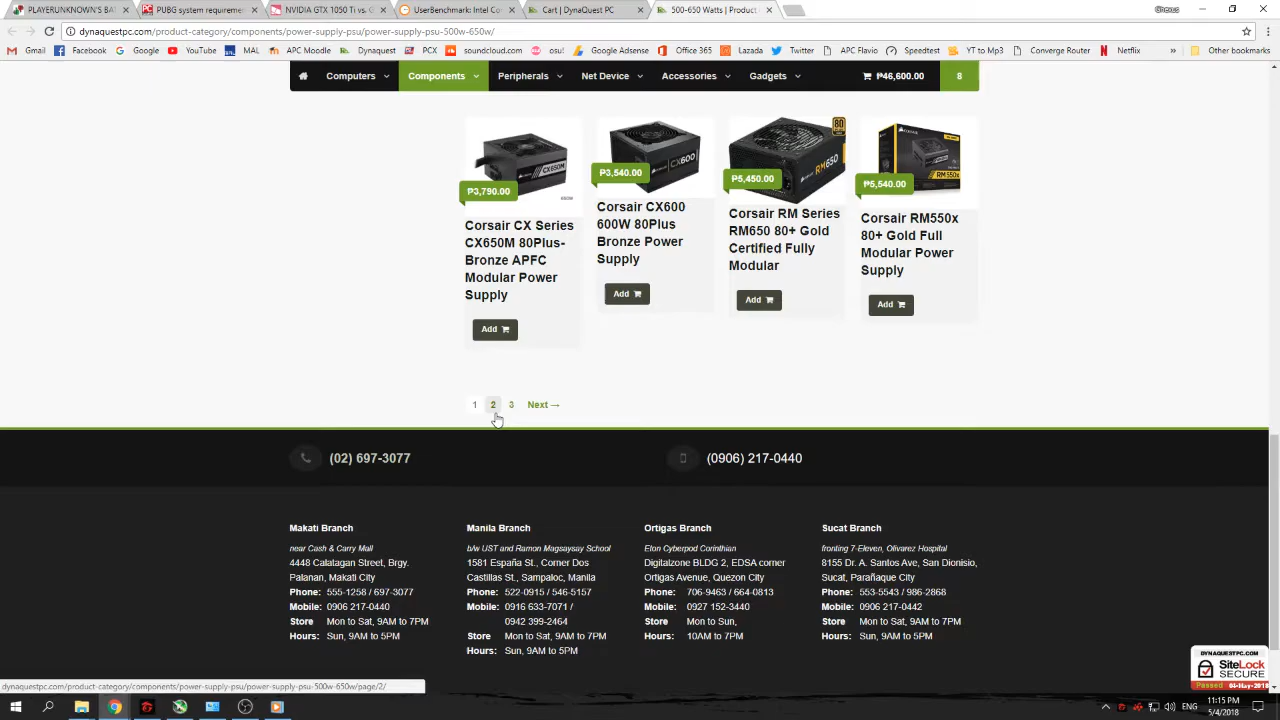 PLAYERUNKNOWN'S BAT
PUBG system requirement
NVIDIA GTX 1050 Ti vs. G
UserBenchmark Intel Cor
Cart | DynaQuest PC
500-650 Watts | Product C
dynaquestpc.com/product-category/components/power-supply-psu/power-supply-psu-500w-650w/
Gmail
Facebook
Google
YouTube
MAL
APC Moodle
Dynaquest
PCX
soundcloud.com
osu!
Google Adsense
Office 365
Lazada
Twitter
APC Flavio
Speedtest
YT to Mp3
Converge Router
Netflix
»
Other bookmarks
Computers
Components
Peripherals
Net Device
Accessories
Gadgets
₱46,600.00
8
₱3,790.00
Corsair CX Series
CX650M 80Plus-
Bronze APFC
Modular Power
Supply
Add
CX600
₱3,540.00
Corsair CX600
600W 80Plus
Bronze Power
Supply
Add
80
RM650
₱5,450.00
Corsair RM Series
RM650 80+ Gold
Certified Fully
Modular
Add
₱5,540.00
Corsair RM550x
80+ Gold Full
Modular Power
Supply
Add
1 2 3 Next →
(02) 697-3077
(0906) 217-0440
Makati Branch
near Cash & Carry Mall
4448 Calatagan Street, Brgy.
Palanan, Makati City
Phone: 555-1258 / 697-3077
Mobile: 0906 217-0440
Store Mon to Sat, 9AM to 7PM
Hours: Sun, 9AM to 5PM
Manila Branch
b/w UST and Ramon Magsaysay School
1581 España St., Corner Dos
Castillas St., Sampaloc, Manila
Phone: 522-0915 / 546-5157
Mobile: 0916 633-7071 /
0942 399-2464
Store Mon to Sat, 9AM to 7PM
Hours: Sun, 9AM to 5PM
Ortigas Branch
Eton Cyberpod Corinthian
Digitalzone BLDG 2, EDSA corner
Ortigas Avenue, Quezon City
Phone: 706-9463 / 664-0813
Mobile: 0927 152-3440
Store Mon to Sun,
Hours: 10AM to 7PM
Sucat Branch
fronting 7-Eleven, Olivarez Hospital
8155 Dr. A. Santos Ave, San Dionisio,
Sucat, Parañaque City
Phone: 553-5543 / 986-2868
Mobile: 0906 217-0442
Store Mon to Sat, 9AM to 7PM
Hours: Sun, 9AM to 5PM
DYNAQUESTPC.COM
SiteLock
SECURE
Passed 04-May-2018
dynaquestpc.com/product-category/components/power-supply-psu/power-supply-psu-500w-650w/page/2/
ENG
11:15 PM
5/4/2018